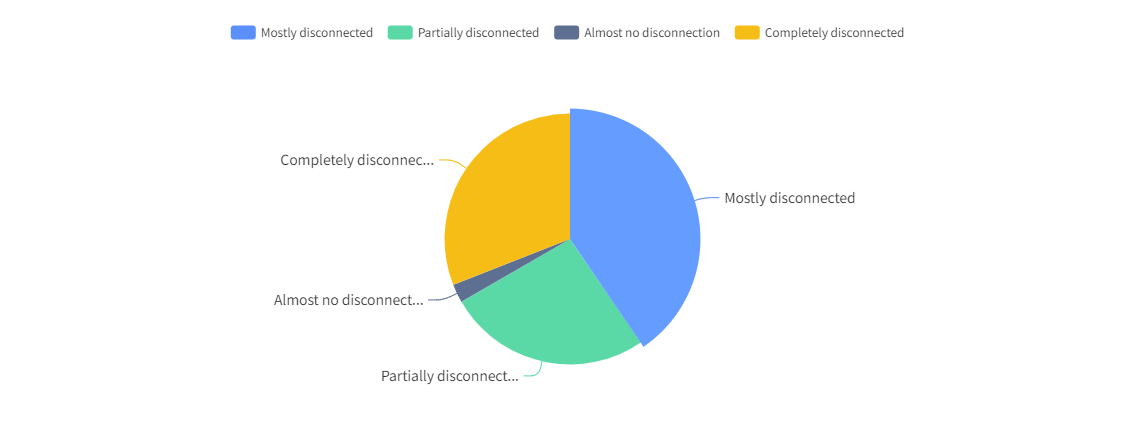 Mostly disconnected Partially disconnected Almost no disconnection Completely disconnected
Completely disconnec...
Mostly disconnected
Almost no disconnect...
Partially disconnect...